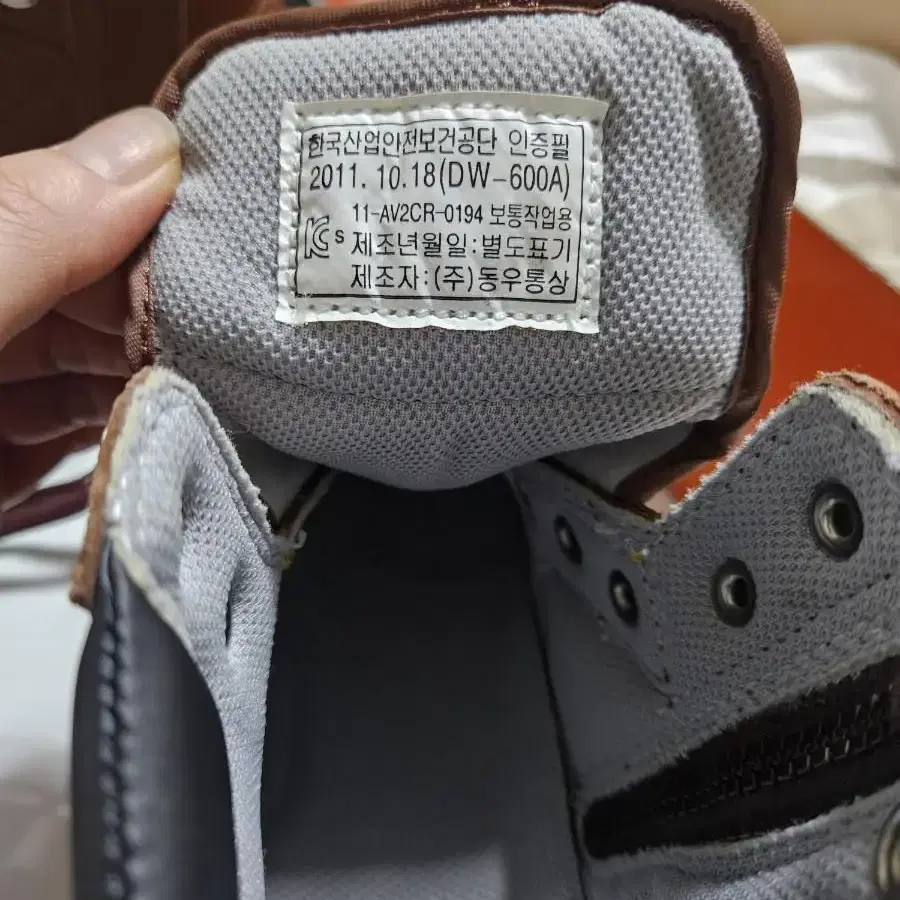 한국산업안전보건공단 인증필
2011. 10.18(DW-600A)
11-AV2CR-0194 보통작업용
KCs 제조년월일:별도표기
제조자:(주)동우통상